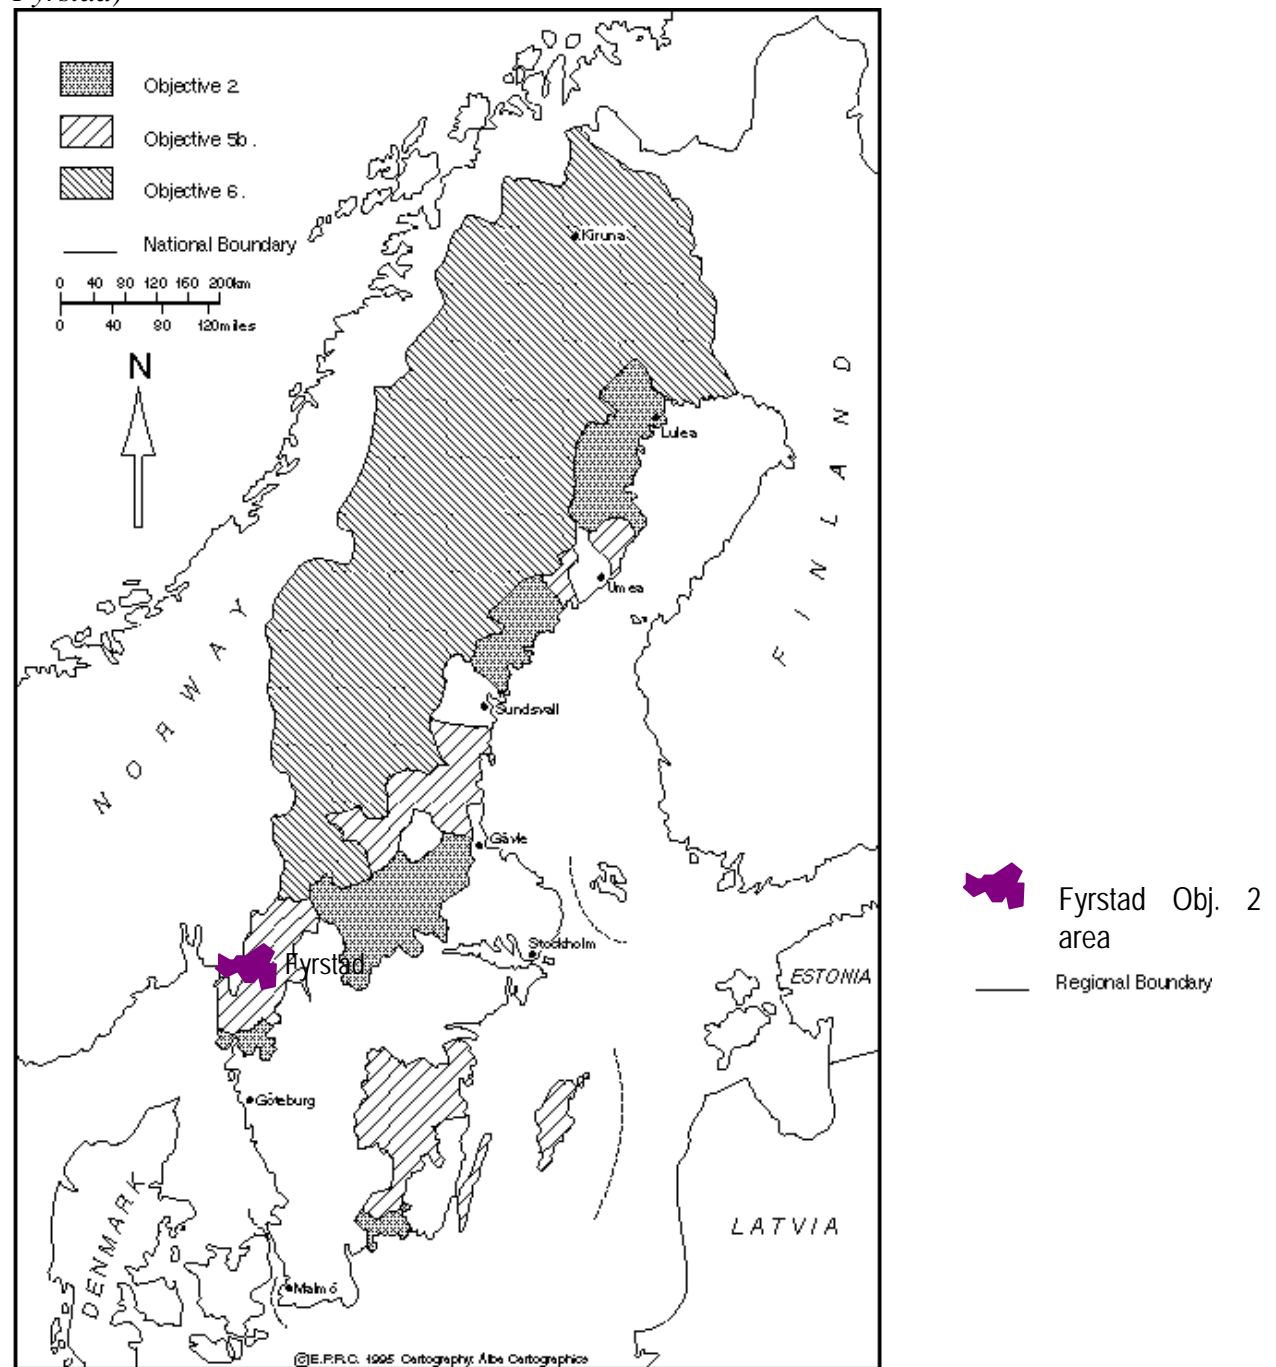 Fyrstad)
Objective 2
Objective 5b .
Objective 6 .
National Boundary
0 40 80 120 160 200km
0 40 80 120miles
N
Kiruna
Lulea
Umea
Sundsvall
Gävle
Stockholm
Fyrstad
Göteburg
Malmö
NORWAY
FINLAND
ESTONIA
LATVIA
DENMARK
Fyrstad Obj. 2
area
Regional Boundary
©E.P.R.C. 1995 Cartography: Alba Cartographics